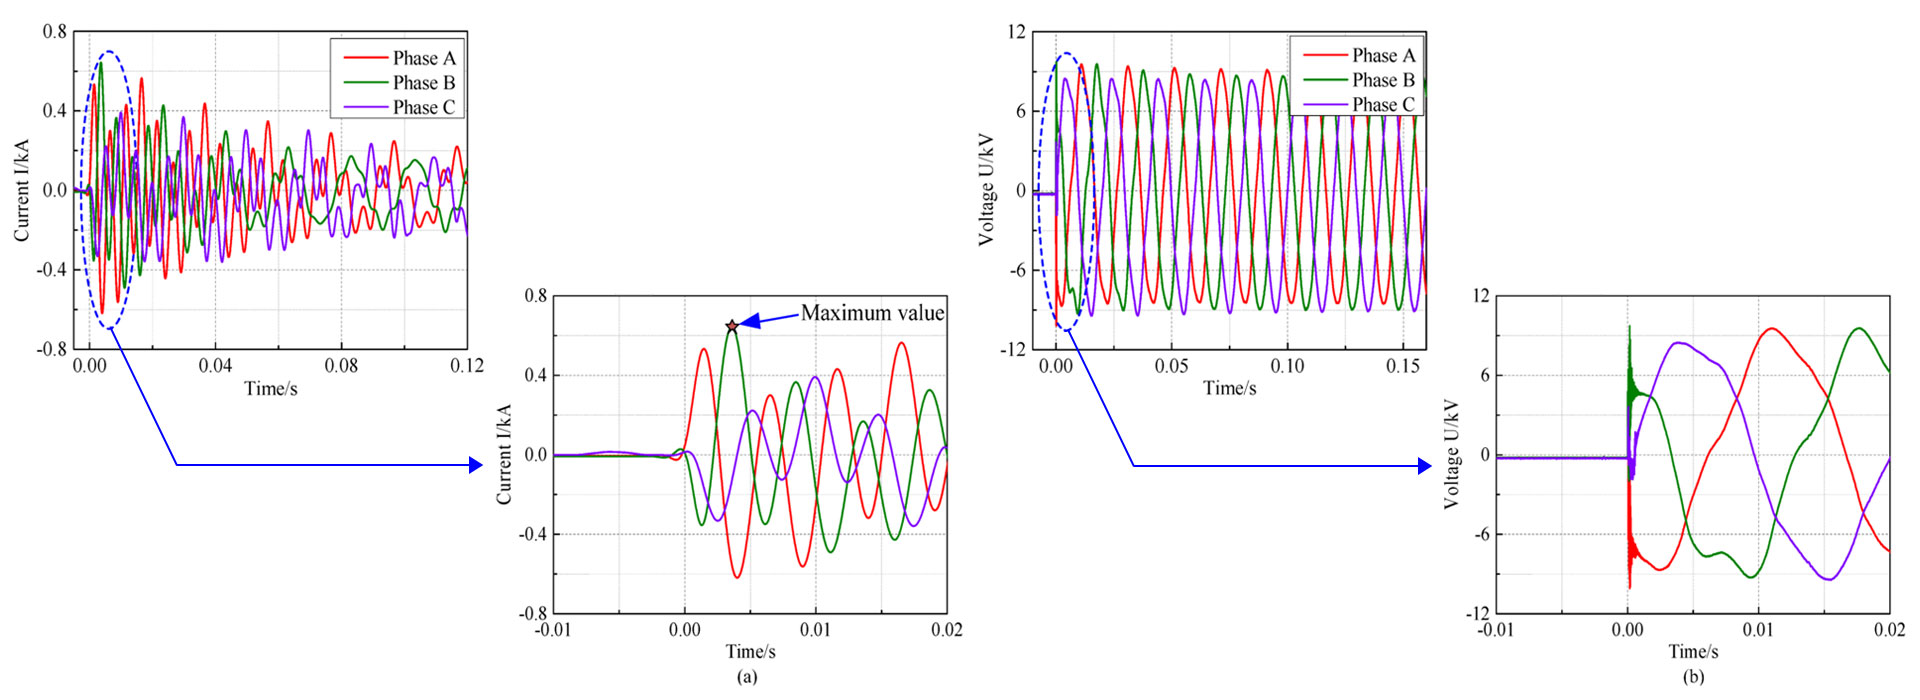 0.8
0.4
0.0
-0.4
-0.8
Current I/kA
Phase A
Phase B
Phase C
0.00
0.04
0.08
0.12
Time/s
0.8
0.4
0.0
-0.4
-0.8
Current I/kA
Maximum value
-0.01
0.00
0.01
0.02
Time/s
(a)
12
6
0
-6
-12
Voltage U/kV
Phase A
Phase B
Phase C
0.00
0.05
0.10
0.15
Time/s
12
6
0
-6
-12
Voltage U/kV
-0.01
0.00
0.01
0.02
Time/s
(b)